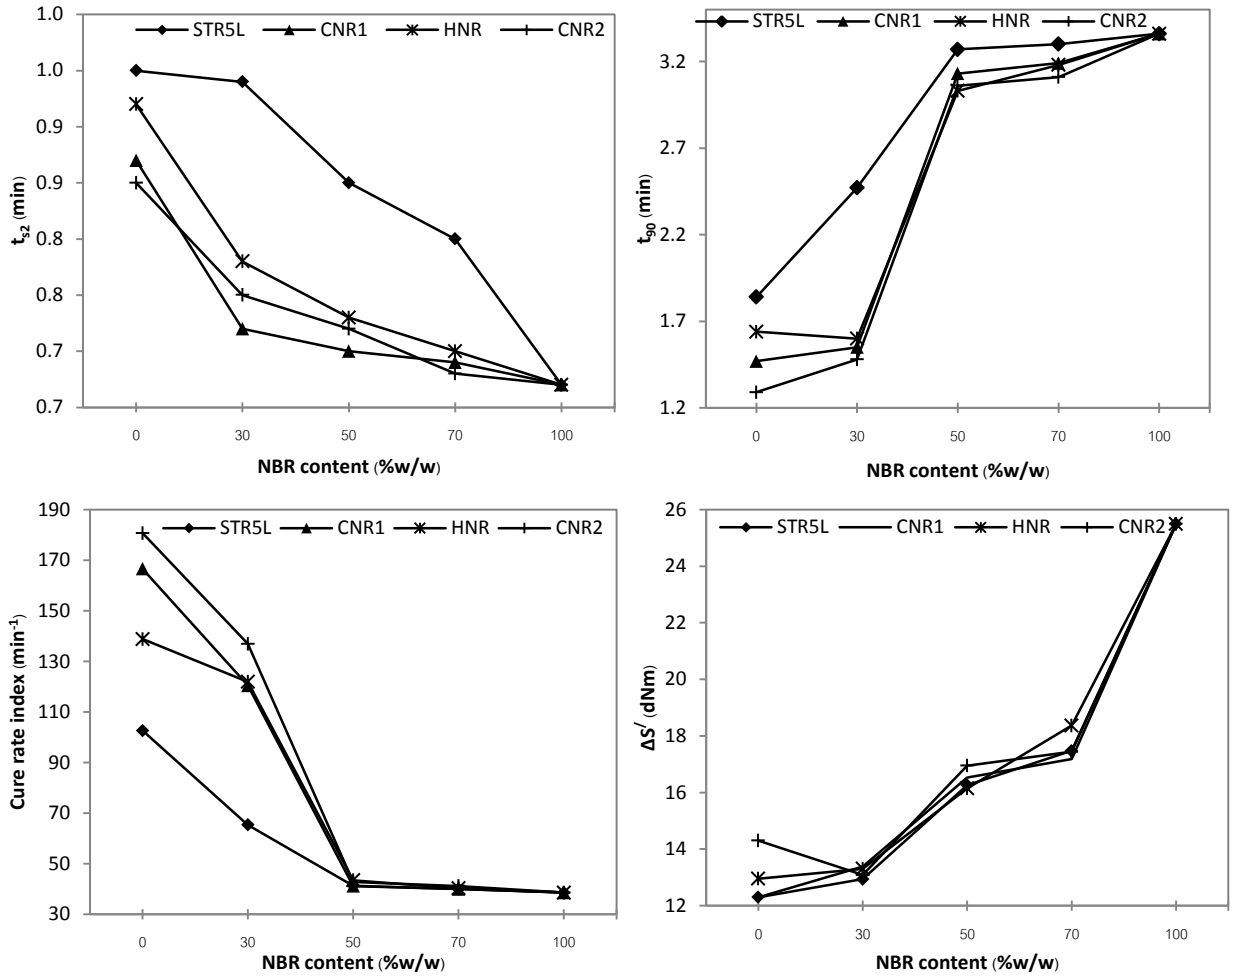 1.0
STR5L CNR1 HNR CNR2
1.0
0.9
0.9
0.8
0.8
0.7
0.7
ts2 (min)
0 30 50 70 100
NBR content (%w/w)
STR5L CNR1 HNR CNR2
3.2
2.7
2.2
1.7
1.2
t90 (min)
0 30 50 70 100
NBR content (%w/w)
190
STR5L CNR1 HNR CNR2
170
150
130
110
90
70
50
30
Cure rate index (min-1)
0 30 50 70 100
NBR content (%w/w)
26
STR5L CNR1 HNR CNR2
24
22
20
18
16
14
12
ΔS/ (dNm)
0 30 50 70 100
NBR content (%w/w)